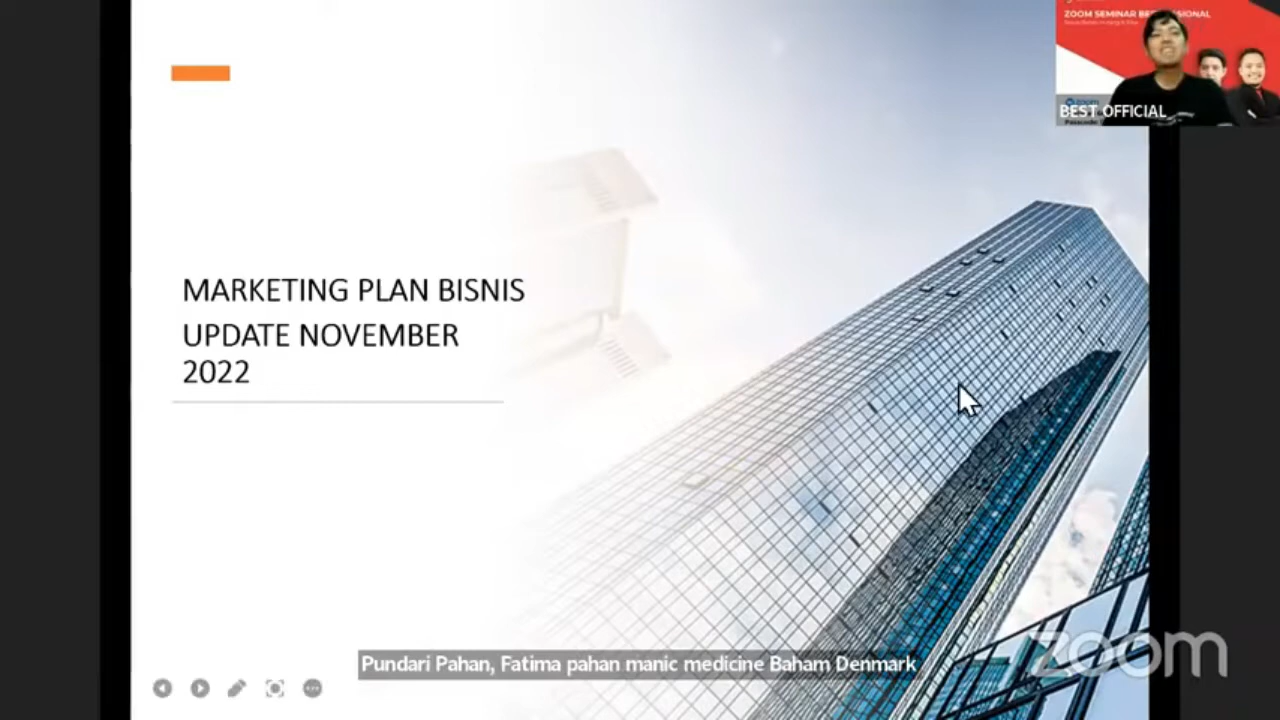 ZOOM SEMINAR
BEST OFFICIAL
MARKETING PLAN BISNIS
UPDATE NOVEMBER
2022
Pundari Pahan, Fatima pahan manic medicine Baham Denmark
zoom